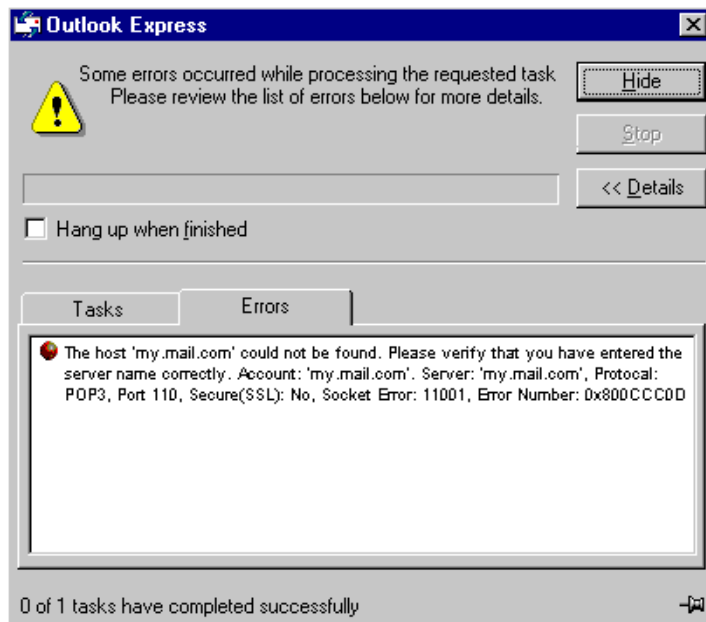 Outlook Express
Some errors occurred while processing the requested task
Please review the list of errors below for more details.
Hide
Stop
<< Details
Hang up when finished
Tasks
Errors
The host 'my.mail.com' could not be found. Please verify that you have entered the
server name correctly. Account: 'my.mail.com'. Server: 'my.mail.com', Protocal:
POP3, Port 110, Secure(SSL): No, Socket Error: 11001, Error Number: 0x800CCC0D
0 of 1 tasks have completed successfully